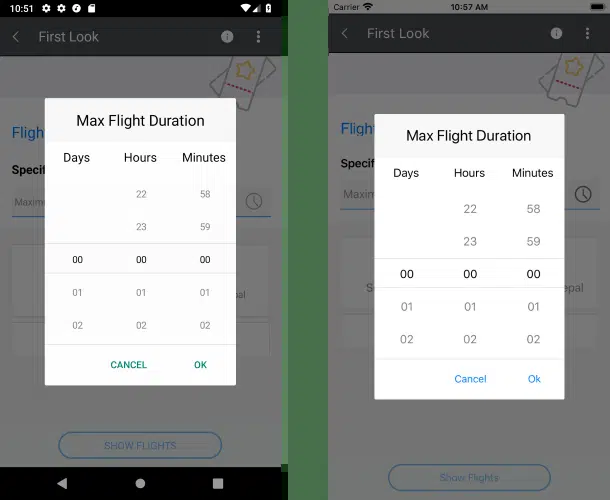 10:51
First Look
Fligh
Specif
Maxim
Max Flight Duration
Days Hours Minutes
22 58
23 59
00 00 00
01 01 01
02 02 02
CANCEL OK
al
SHOW FLIGHTS
Carrier 10:57 AM
First Look
Flight
Specif
Maxim
Max Flight Duration
Days Hours Minutes
22 58
23 59
00 00 00
01 01 01
02 02 02
Cancel Ok
S epal
Show Flights